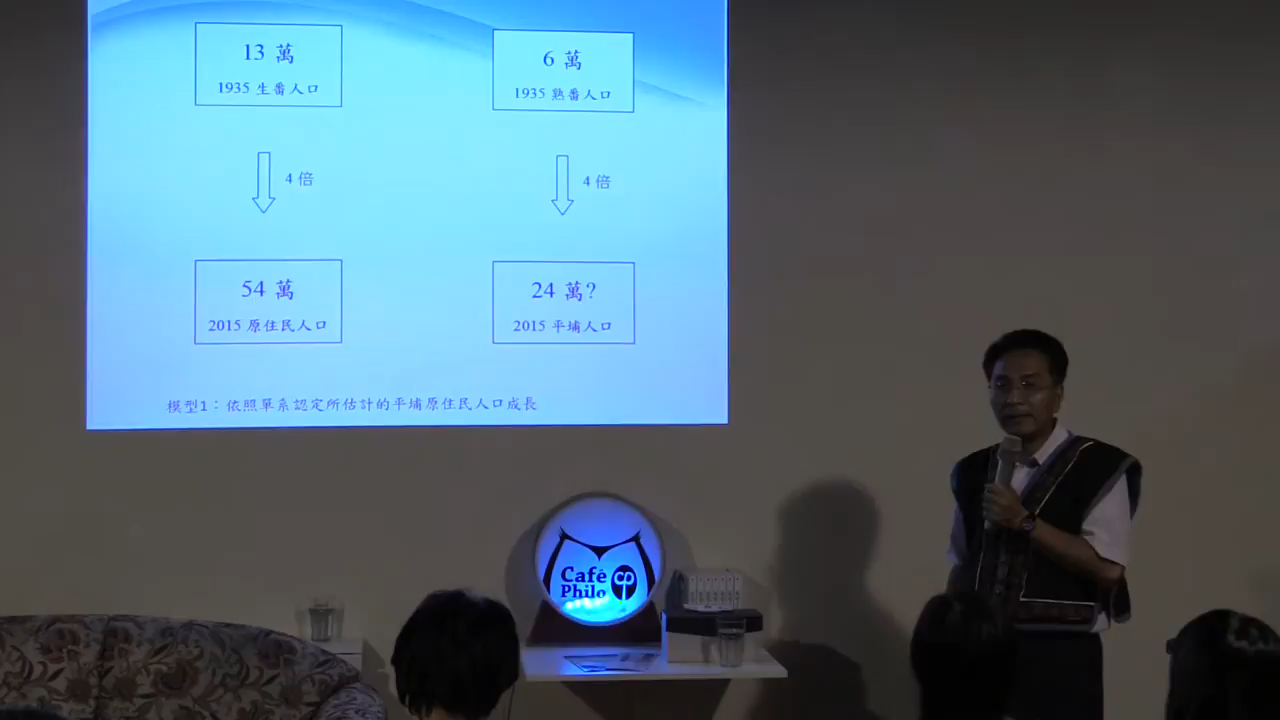 13 萬
1935 生番人口
6 萬
1935 熟番人口
4 倍
4 倍
54 萬
2015 原住民人口
24 萬?
2015 平埔人口
模型1：依照單系認定所估計的平埔原住民人口成長
Café
Philo
cp